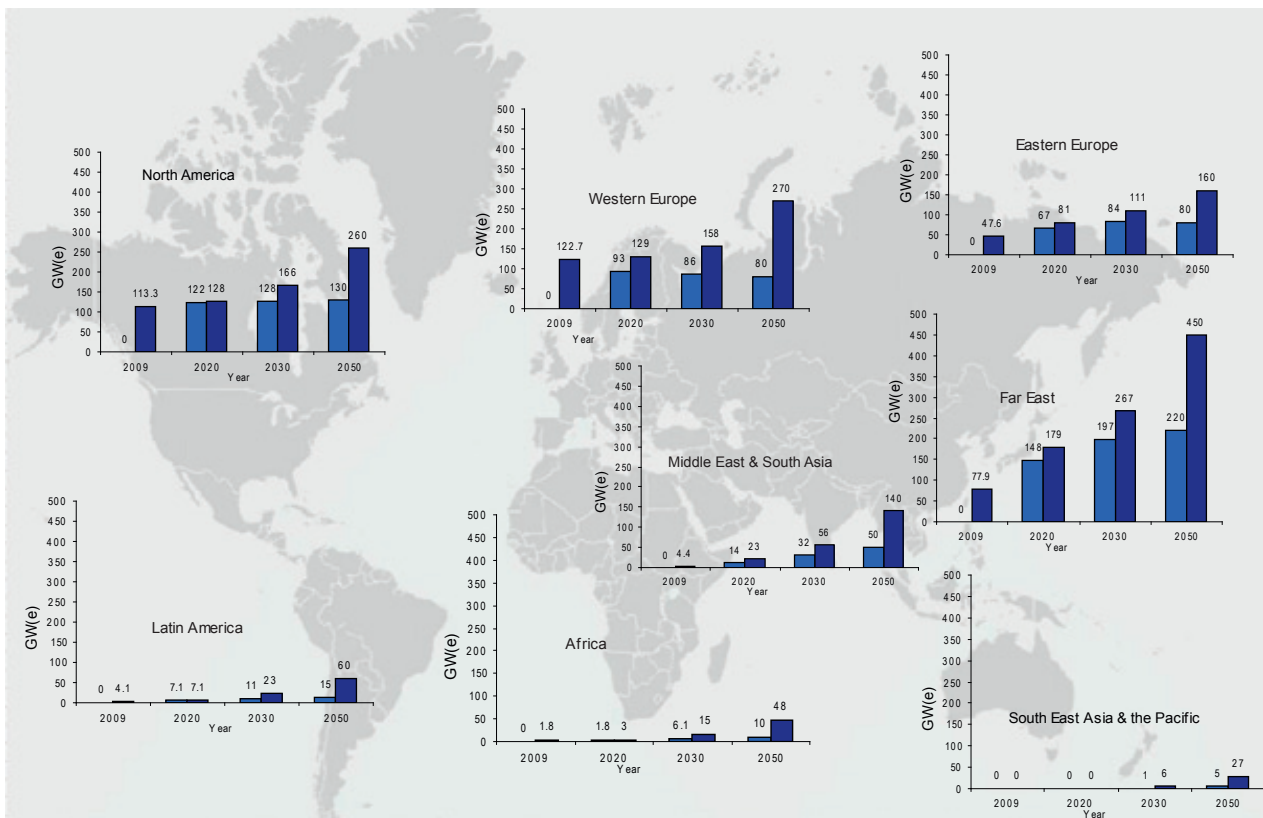 North America
GW(e)
500
450
400
350
300
250
200
150
100
50
0
0 113.3 122 128 128 166 130 260
2009 2020 2030 2050
Year
Western Europe
GW(e)
500
450
400
350
300
250
200
150
100
50
0
0 122.7 93 129 86 158 80 270
2009 2020 2030 2050
Year
Eastern Europe
GW(e)
500
450
400
350
300
250
200
150
100
50
0
0 47.6 67 81 84 111 80 160
2009 2020 2030 2050
Year
Far East
GW(e)
500
450
400
350
300
250
200
150
100
50
0
0 77.9 148 179 197 267 220 450
2009 2020 2030 2050
Year
Middle East & South Asia
GW(e)
500
450
400
350
300
250
200
150
100
50
0
0 4.4 14 23 32 56 50 140
2009 2020 2030 2050
Year
Latin America
GW(e)
500
450
400
350
300
250
200
150
100
50
0
0 4.1 7.1 7.1 11 23 15 60
2009 2020 2030 2050
Year
Africa
GW(e)
500
450
400
350
300
250
200
150
100
50
0
0 1.8 1.8 3 6.1 15 10 48
2009 2020 2030 2050
Year
South East Asia & the Pacific
GW(e)
500
450
400
350
300
250
200
150
100
50
0
0 0 0 0 1 6 5 27
2009 2020 2030 2050
Year